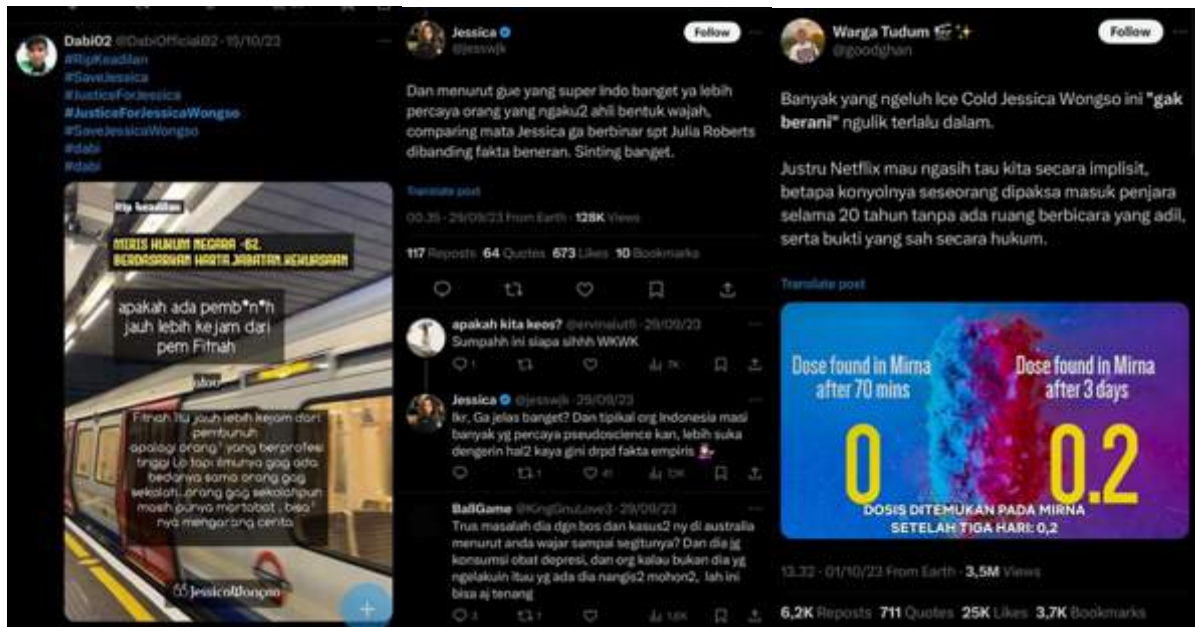 Dabi02 @DabiOfficial02 · 15/10/23
#RipKeadilan
#SaveJessica
#JusticeForJessica
#JusticeForJessicaWongso
#SaveJessicaWongso
#dabi
#dabi
Rip keadilan
MIRIS HUKUM NEGARA +62.
BERDASARKAN HARTA JABATAN KEKUASAAN
apakah ada pemb*n*h
jauh lebih kejam dari
pem Fitnah
Fitnah itu jauh lebih kejam dari
pembunuh
apalagi orang" yang berprofesi
tinggi Lo tapi ilmunya gag ada
bedanya sama orang gag
sekolah..orang gag sekolahpun
masih punya martabat , bisa"
nya mengarang cerita
JessicaWongso
Jessica
@jesswjk
Follow
Dan menurut gue yang super Indo banget ya lebih
percaya orang yang ngaku2 ahli bentuk wajah,
comparing mata Jessica ga berbinar spt Julia Roberts
dibanding fakta beneran. Sinting banget.
Translate post
00.35 · 29/09/23 From Earth · 128K Views
117 Reposts 64 Quotes 673 Likes 10 Bookmarks
apakah kita keos? · 29/09/23
Sumpahh ini siapa sihhh WKWK
1 7K
Jessica @jesswjk · 29/09/23
Ikr. Ga jelas banget? Dan tipikal org Indonesia masi
banyak yg percaya pseudoscience kan, lebih suka
dengerin hal2 kaya gini drpd fakta empiris
1 41
BallGame @KingGnuLove3 · 29/09/23
Trus masalah dia dgn bos dan kasus2 ny di australia
menurut anda wajar sampai segitunya? Dan dia jg
konsumsi obat depresi, dan org kalau bukan dia yg
ngelakuin ituu yg ada dia nangis2 mohon2, lah ini
bisa aj tenang
Warga Tudum
@goodghan
Follow
Banyak yang ngeluh Ice Cold Jessica Wongso ini "gak
berani" ngulik terlalu dalam.
Justru Netflix mau ngasih tau kita secara implisit,
betapa konyolnya seseorang dipaksa masuk penjara
selama 20 tahun tanpa ada ruang berbicara yang adil,
serta bukti yang sah secara hukum.
Translate post
Dose found in Mirna
after 70 mins
0
Dose found in Mirna
after 3 days
0.2
DOSIS DITEMUKAN PADA MIRNA
SETELAH TIGA HARI: 0,2
13.32 · 01/10/23 From Earth · 3,5M Views
6,2K Reposts 711 Quotes 25K Likes 3,7K Bookmarks